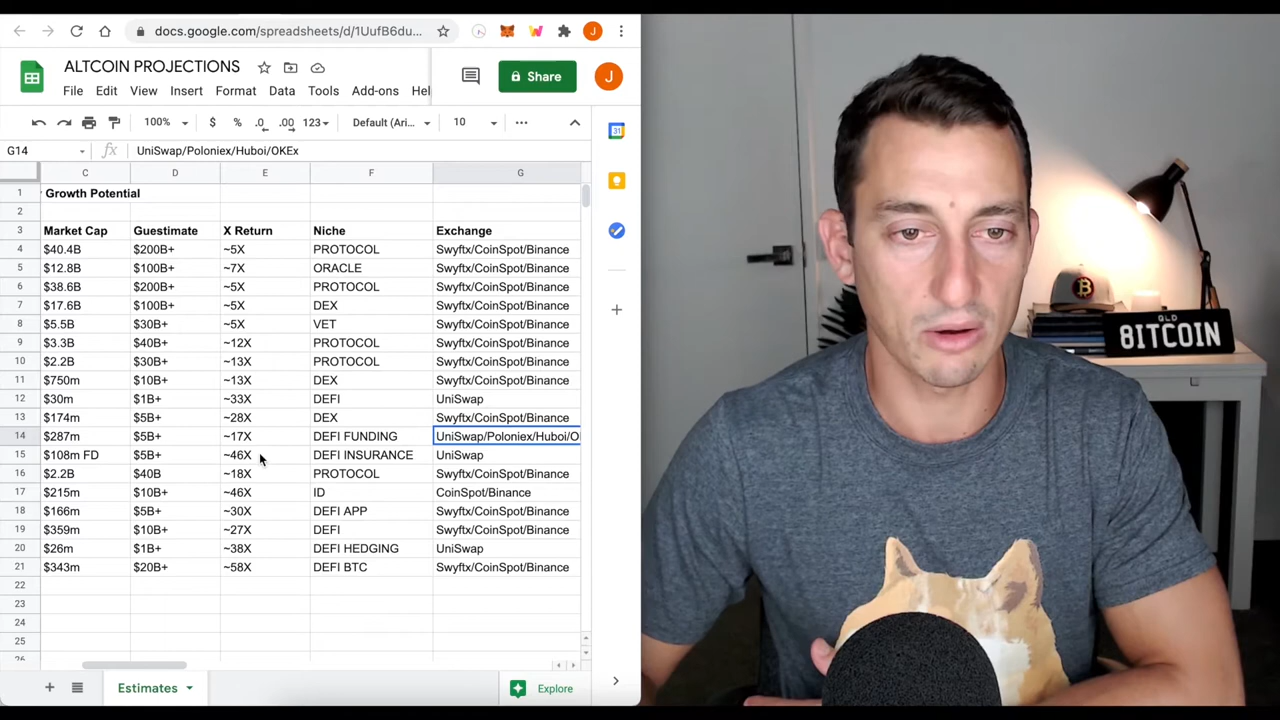 docs.google.com/spreadsheets/d/1UufB6du...
J
ALTCOIN PROJECTIONS
Share
J
File Edit View Insert Format Data Tools Add-ons Hel
100% $ % .0 .00 123 Default (Ari... 10
G14 fx UniSwap/Poloniex/Huboi/OKEx
C D E F G
1 Growth Potential
2
3 Market Cap Guestimate X Return Niche Exchange
4 $40.4B $200B+ ~5X PROTOCOL Swyftx/CoinSpot/Binance
5 $12.8B $100B+ ~7X ORACLE Swyftx/CoinSpot/Binance
6 $38.6B $200B+ ~5X PROTOCOL Swyftx/CoinSpot/Binance
7 $17.6B $100B+ ~5X DEX Swyftx/CoinSpot/Binance
8 $5.5B $30B+ ~5X VET Swyftx/CoinSpot/Binance
9 $3.3B $40B+ ~12X PROTOCOL Swyftx/CoinSpot/Binance
10 $2.2B $30B+ ~13X PROTOCOL Swyftx/CoinSpot/Binance
11 $750m $10B+ ~13X DEX Swyftx/CoinSpot/Binance
12 $30m $1B+ ~33X DEFI UniSwap
13 $174m $5B+ ~28X DEX Swyftx/CoinSpot/Binance
14 $287m $5B+ ~17X DEFI FUNDING UniSwap/Poloniex/Huboi/O
15 $108m FD $5B+ ~46X DEFI INSURANCE UniSwap
16 $2.2B $40B ~18X PROTOCOL Swyftx/CoinSpot/Binance
17 $215m $10B+ ~46X ID CoinSpot/Binance
18 $166m $5B+ ~30X DEFI APP Swyftx/CoinSpot/Binance
19 $359m $10B+ ~27X DEFI Swyftx/CoinSpot/Binance
20 $26m $1B+ ~38X DEFI HEDGING UniSwap
21 $343m $20B+ ~58X DEFI BTC Swyftx/CoinSpot/Binance
22
23
24
25
Estimates
Explore
31
QLD
8ITCOIN